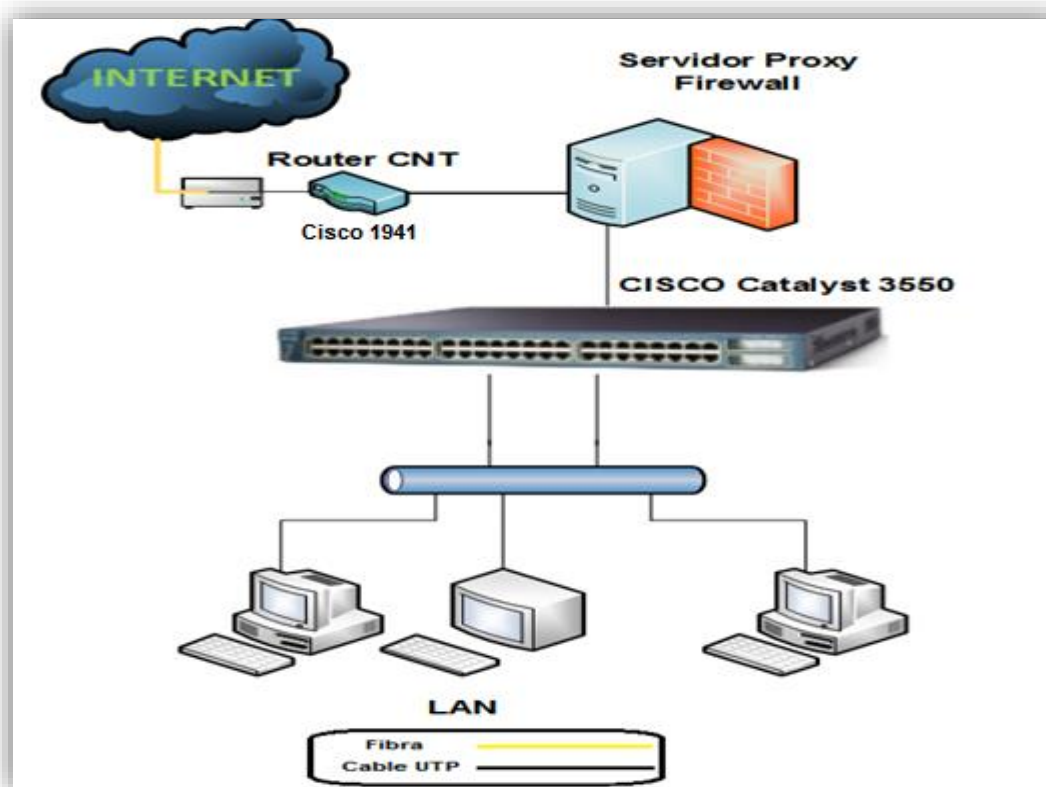 INTERNET
Servidor Proxy
Firewall
Router CNT
Cisco 1941
CISCO Catalyst 3550
LAN
Fibra
Cable UTP